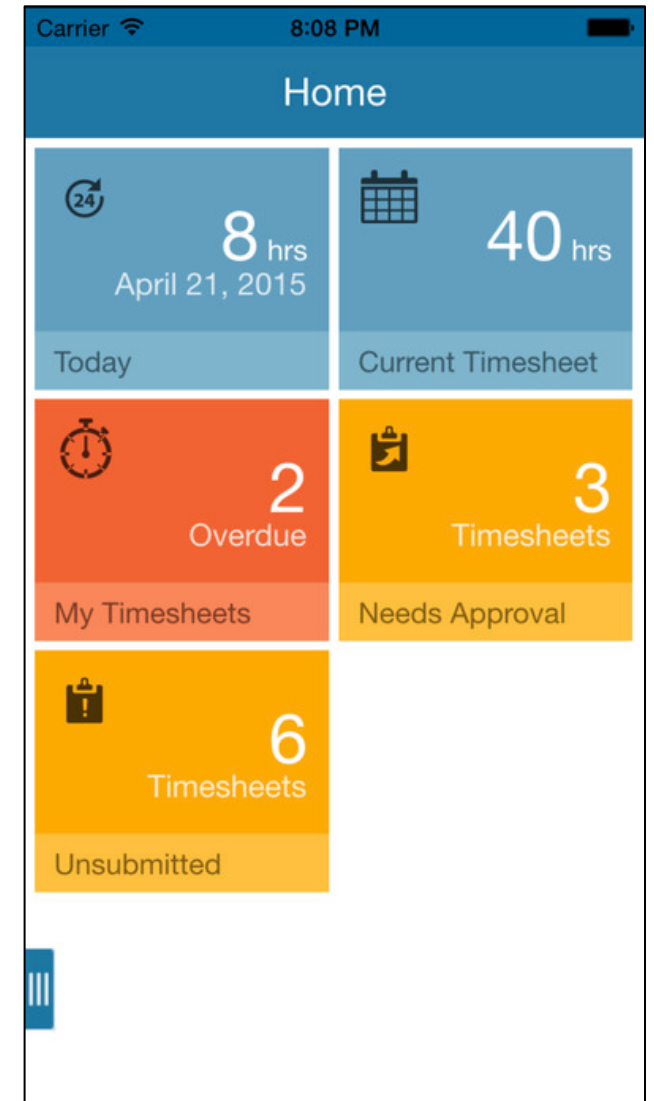 Carrier 8:08 PM
Home
24
8 hrs
April 21, 2015
Today
40 hrs
Current Timesheet
2
Overdue
My Timesheets
3
Timesheets
Needs Approval
6
Timesheets
Unsubmitted